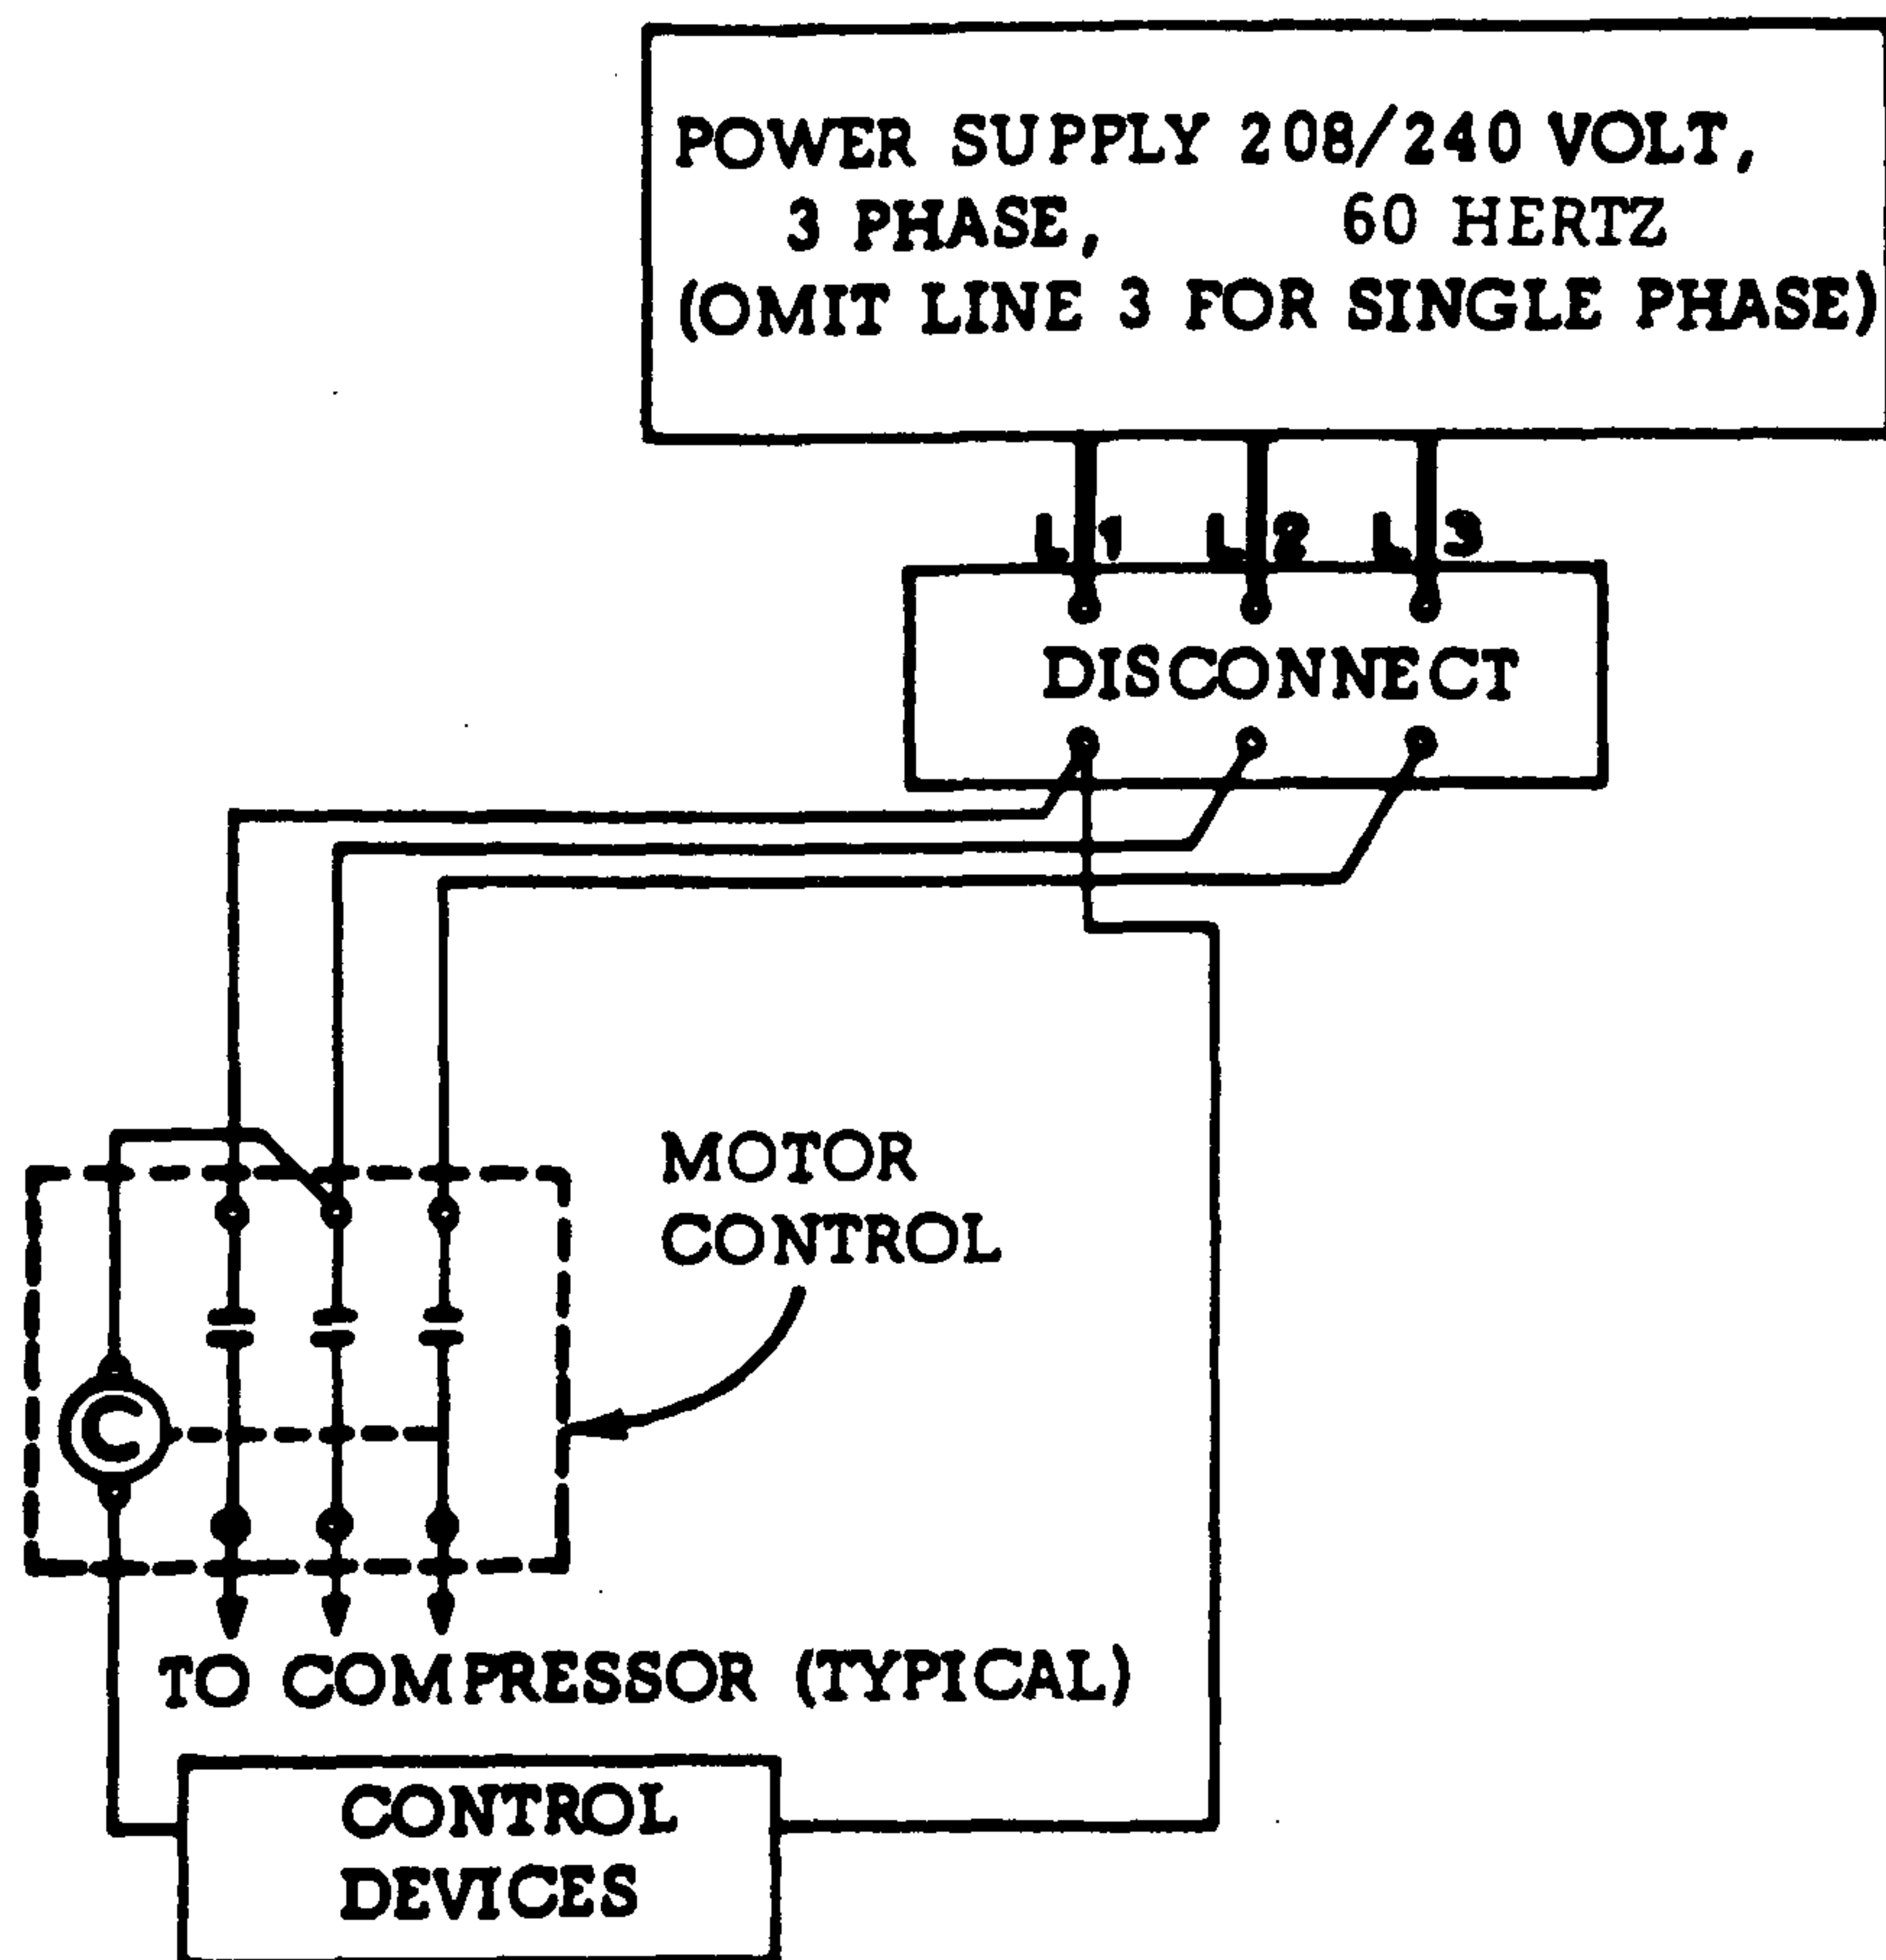 POWER SUPPLY 208/240 VOLT,
3 PHASE, 60 HERTZ
(OMIT LINE 3 FOR SINGLE PHASE)
L1 L2 L3
DISCONNECT
MOTOR
CONTROL
C
TO COMPRESSOR (TYPICAL)
CONTROL
DEVICES